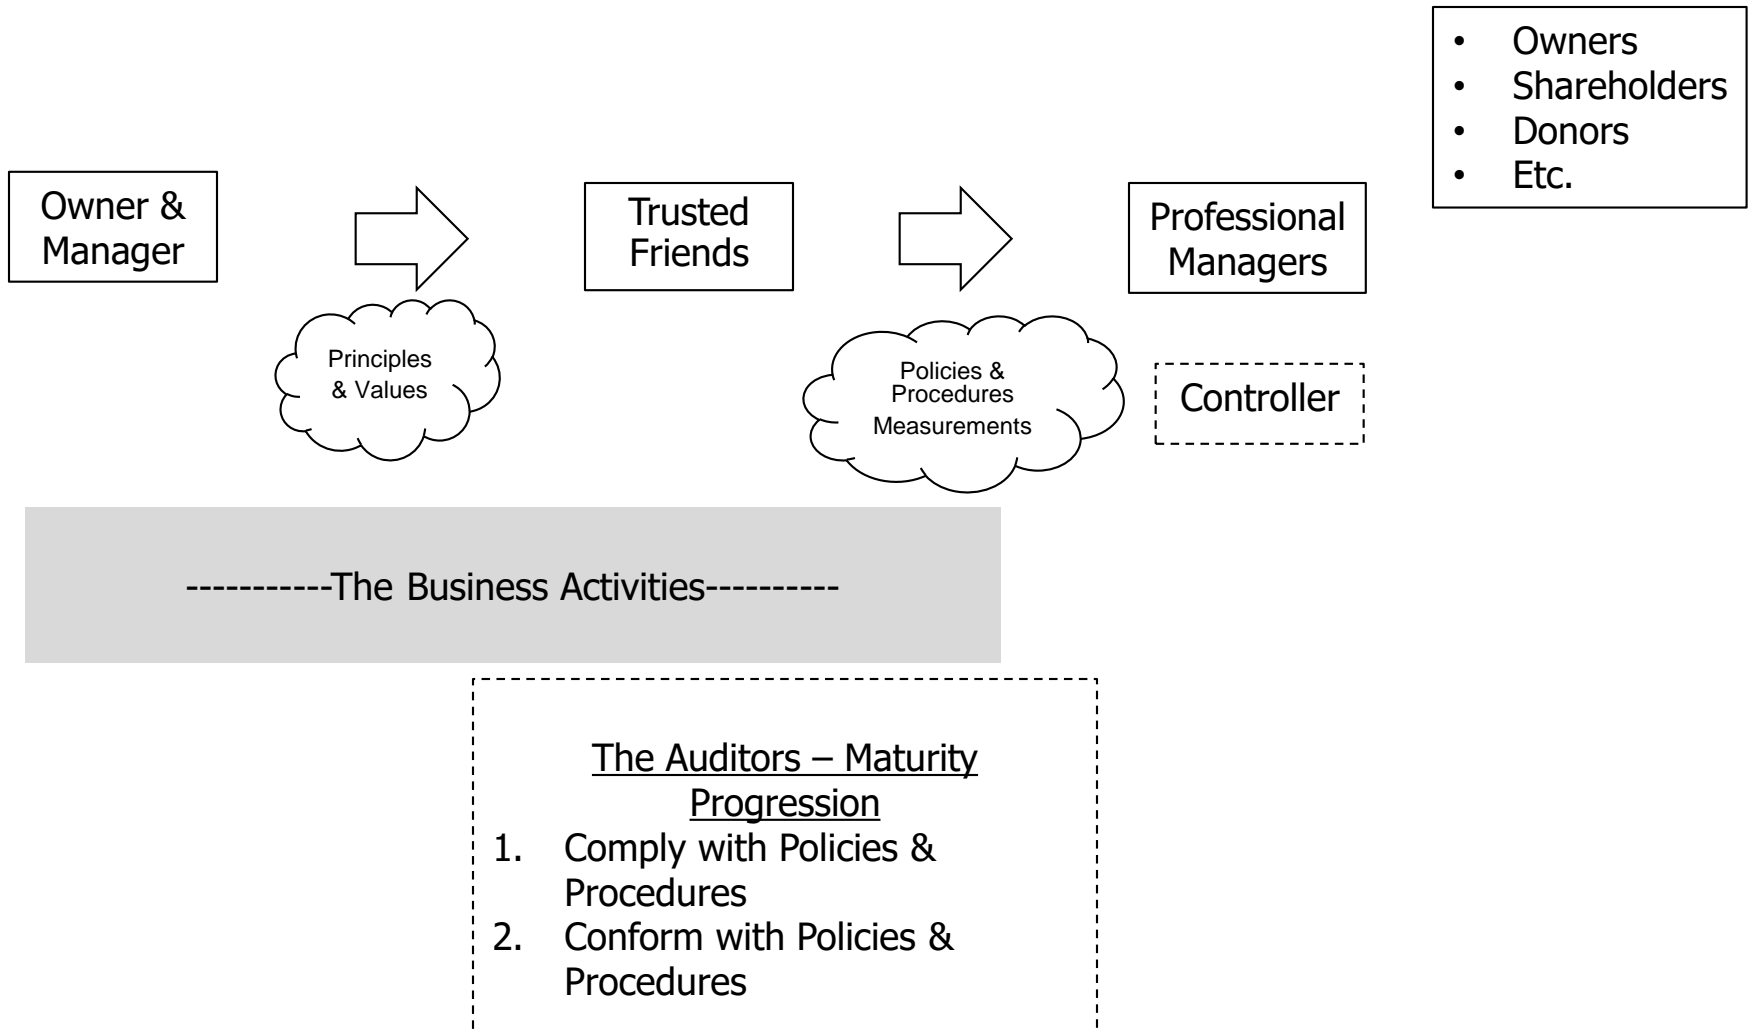 • Owners
• Shareholders
• Donors
• Etc.
Owner &
Manager
Trusted
Friends
Professional
Managers
Principles
& Values
Policies &
Procedures
Measurements
Controller
-----------The Business Activities----------
The Auditors – Maturity
Progression
1. Comply with Policies &
Procedures
2. Conform with Policies &
Procedures